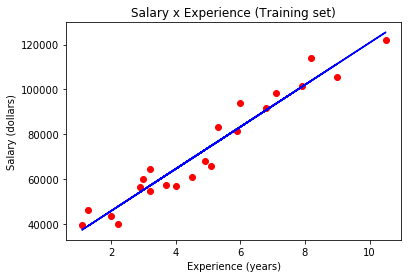 Salary x Experience (Training set)
120000
100000
80000
60000
40000
Salary (dollars)
2 4 6 8 10
Experience (years)